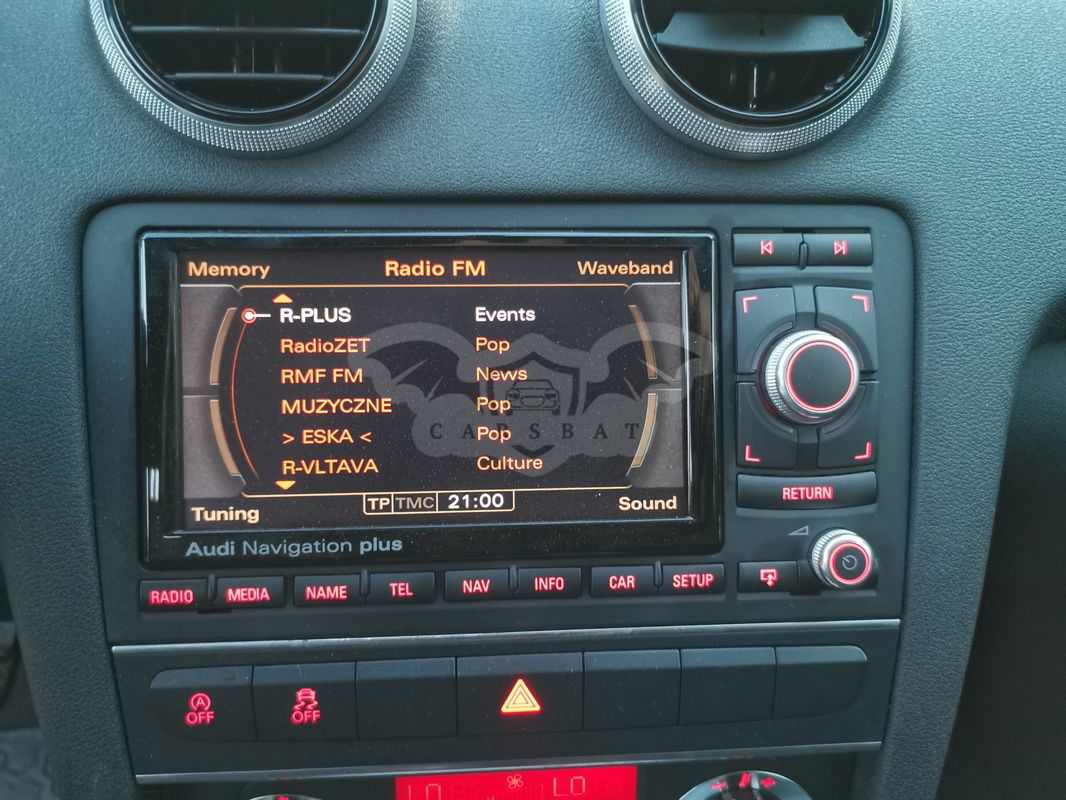 Memory Radio FM Waveband
R-PLUS Events
RadioZET Pop
RMF FM News
MUZYCZNE Pop
> ESKA < Pop
R-VLTAVA Culture
CARSBAT
TP TMC 21:00
Tuning Sound
Audi Navigation plus
RETURN
RADIO MEDIA NAME TEL NAV INFO CAR SETUP
A
OFF OFF
LO LO